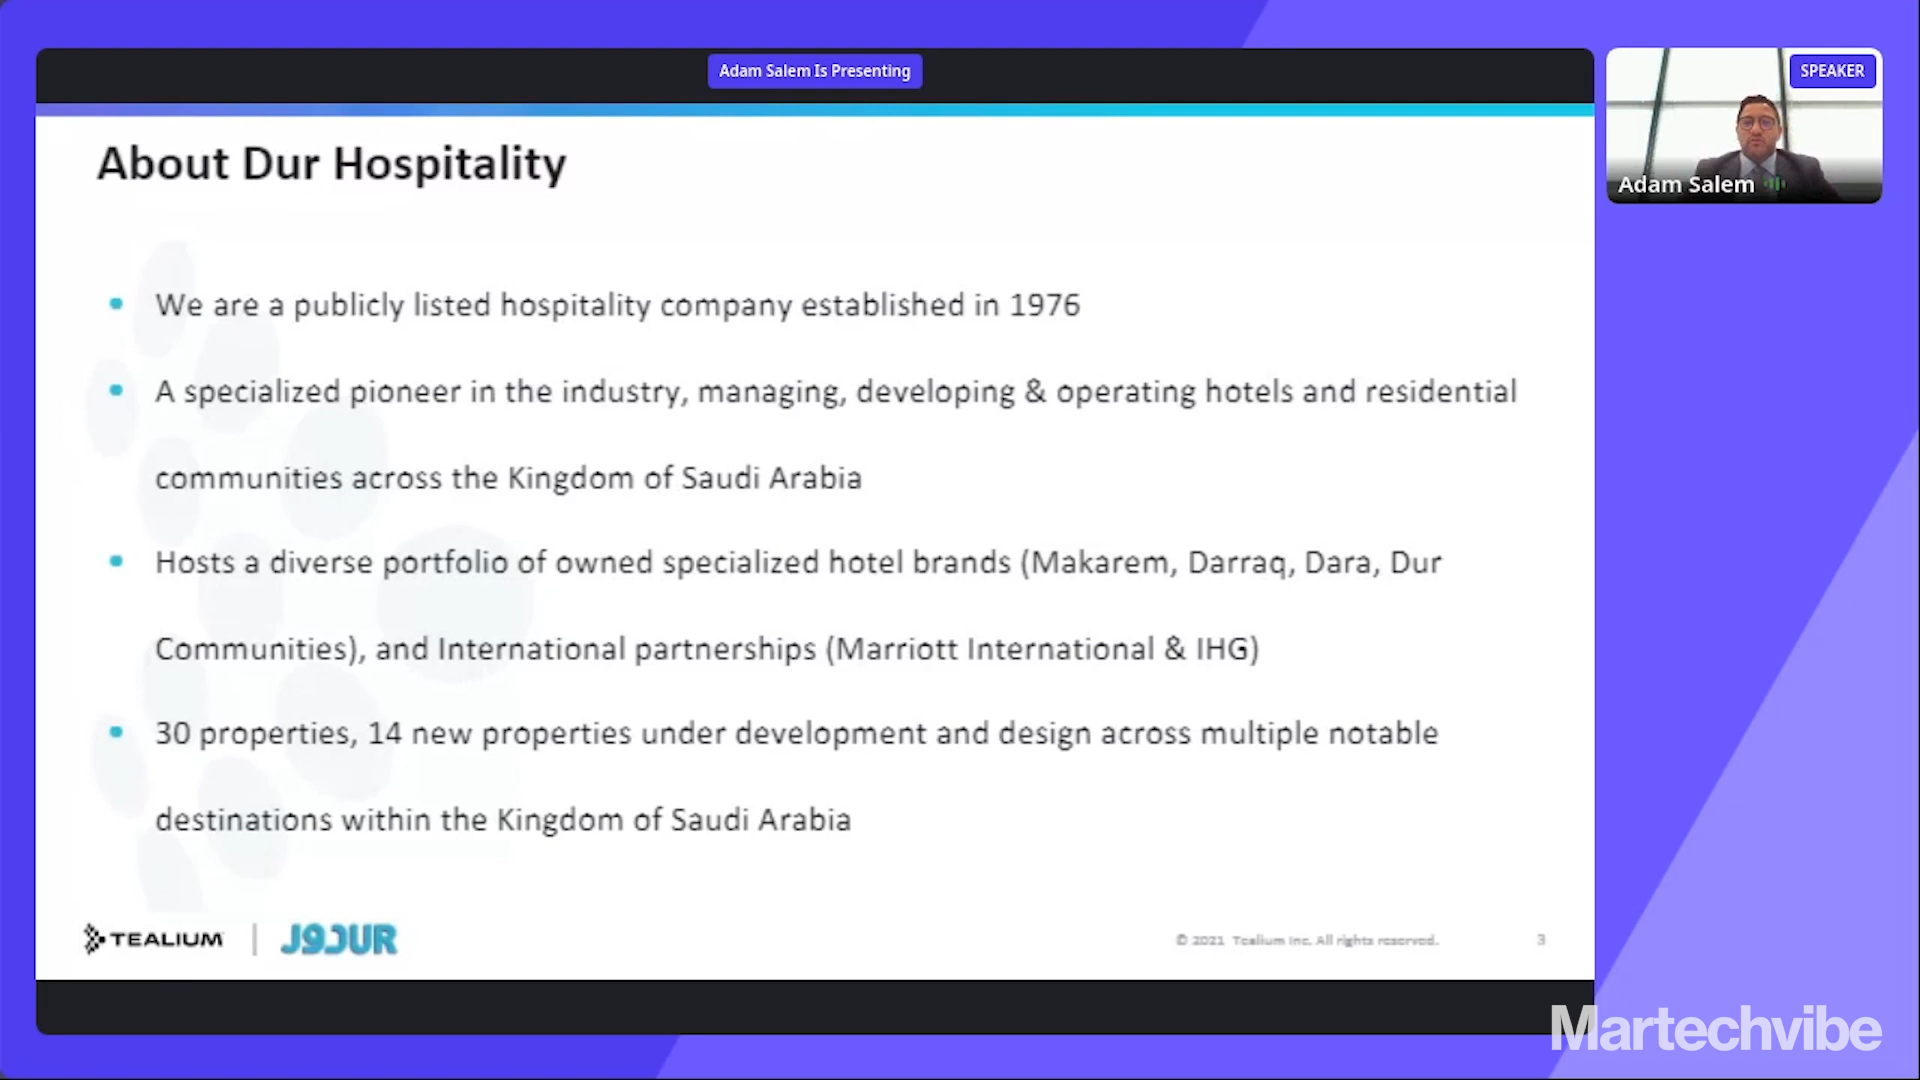 Adam Salem Is Presenting
SPEAKER
Adam Salem
About Dur Hospitality
We are a publicly listed hospitality company established in 1976
A specialized pioneer in the industry, managing, developing & operating hotels and residential
communities across the Kingdom of Saudi Arabia
Hosts a diverse portfolio of owned specialized hotel brands (Makarem, Darraq, Dara, Dur
Communities), and International partnerships (Marriott International & IHG)
30 properties, 14 new properties under development and design across multiple notable
destinations within the Kingdom of Saudi Arabia
TEALIUM
دور DUR
© 2021 Tealium Inc. All rights reserved.
3
Martechvibe